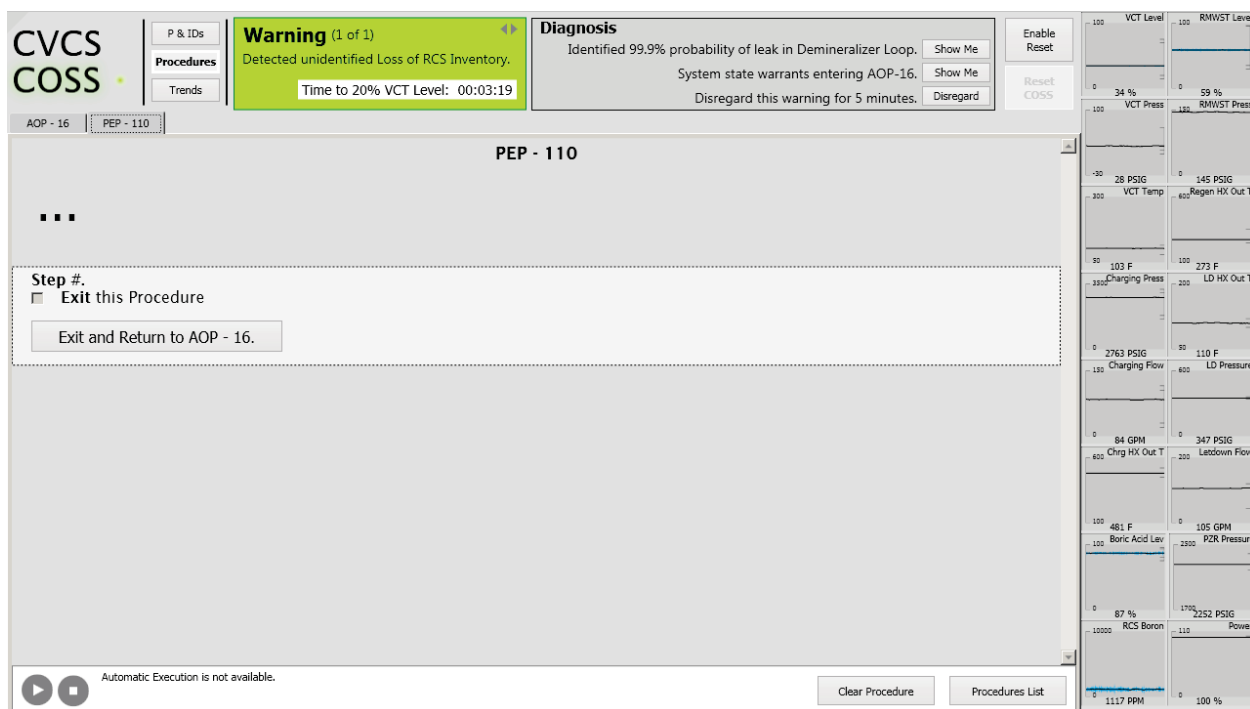 CVCS
COSS
P & IDs
Procedures
Trends
Warning (1 of 1)
Detected unidentified Loss of RCS Inventory.
Time to 20% VCT Level: 00:03:19
Diagnosis
Identified 99.9% probability of leak in Demineralizer Loop. Show Me
System state warrants entering AOP-16. Show Me
Disregard this warning for 5 minutes. Disregard
Enable
Reset
Reset
COSS
AOP - 16 PEP - 110
PEP - 110
...
Step #.
Exit this Procedure
Exit and Return to AOP - 16.
Automatic Execution is not available.
Clear Procedure Procedures List
100 VCT Level 100 RMWST Leve
0 34 % 0 59 %
100 VCT Press 150 RMWST Press
-30 28 PSIG 0 145 PSIG
300 VCT Temp 600 Regen HX Out T
50 103 F 100 273 F
3500 Charging Press 200 LD HX Out T
0 2763 PSIG 50 110 F
150 Charging Flow 600 LD Pressure
0 84 GPM 0 347 PSIG
600 Chrg HX Out T 200 Letdown Flow
100 481 F 0 105 GPM
100 Boric Acid Lev 2500 PZR Pressur
0 87 % 1700 2252 PSIG
10000 RCS Boron 110 Powe
0 1117 PPM 0 100 %